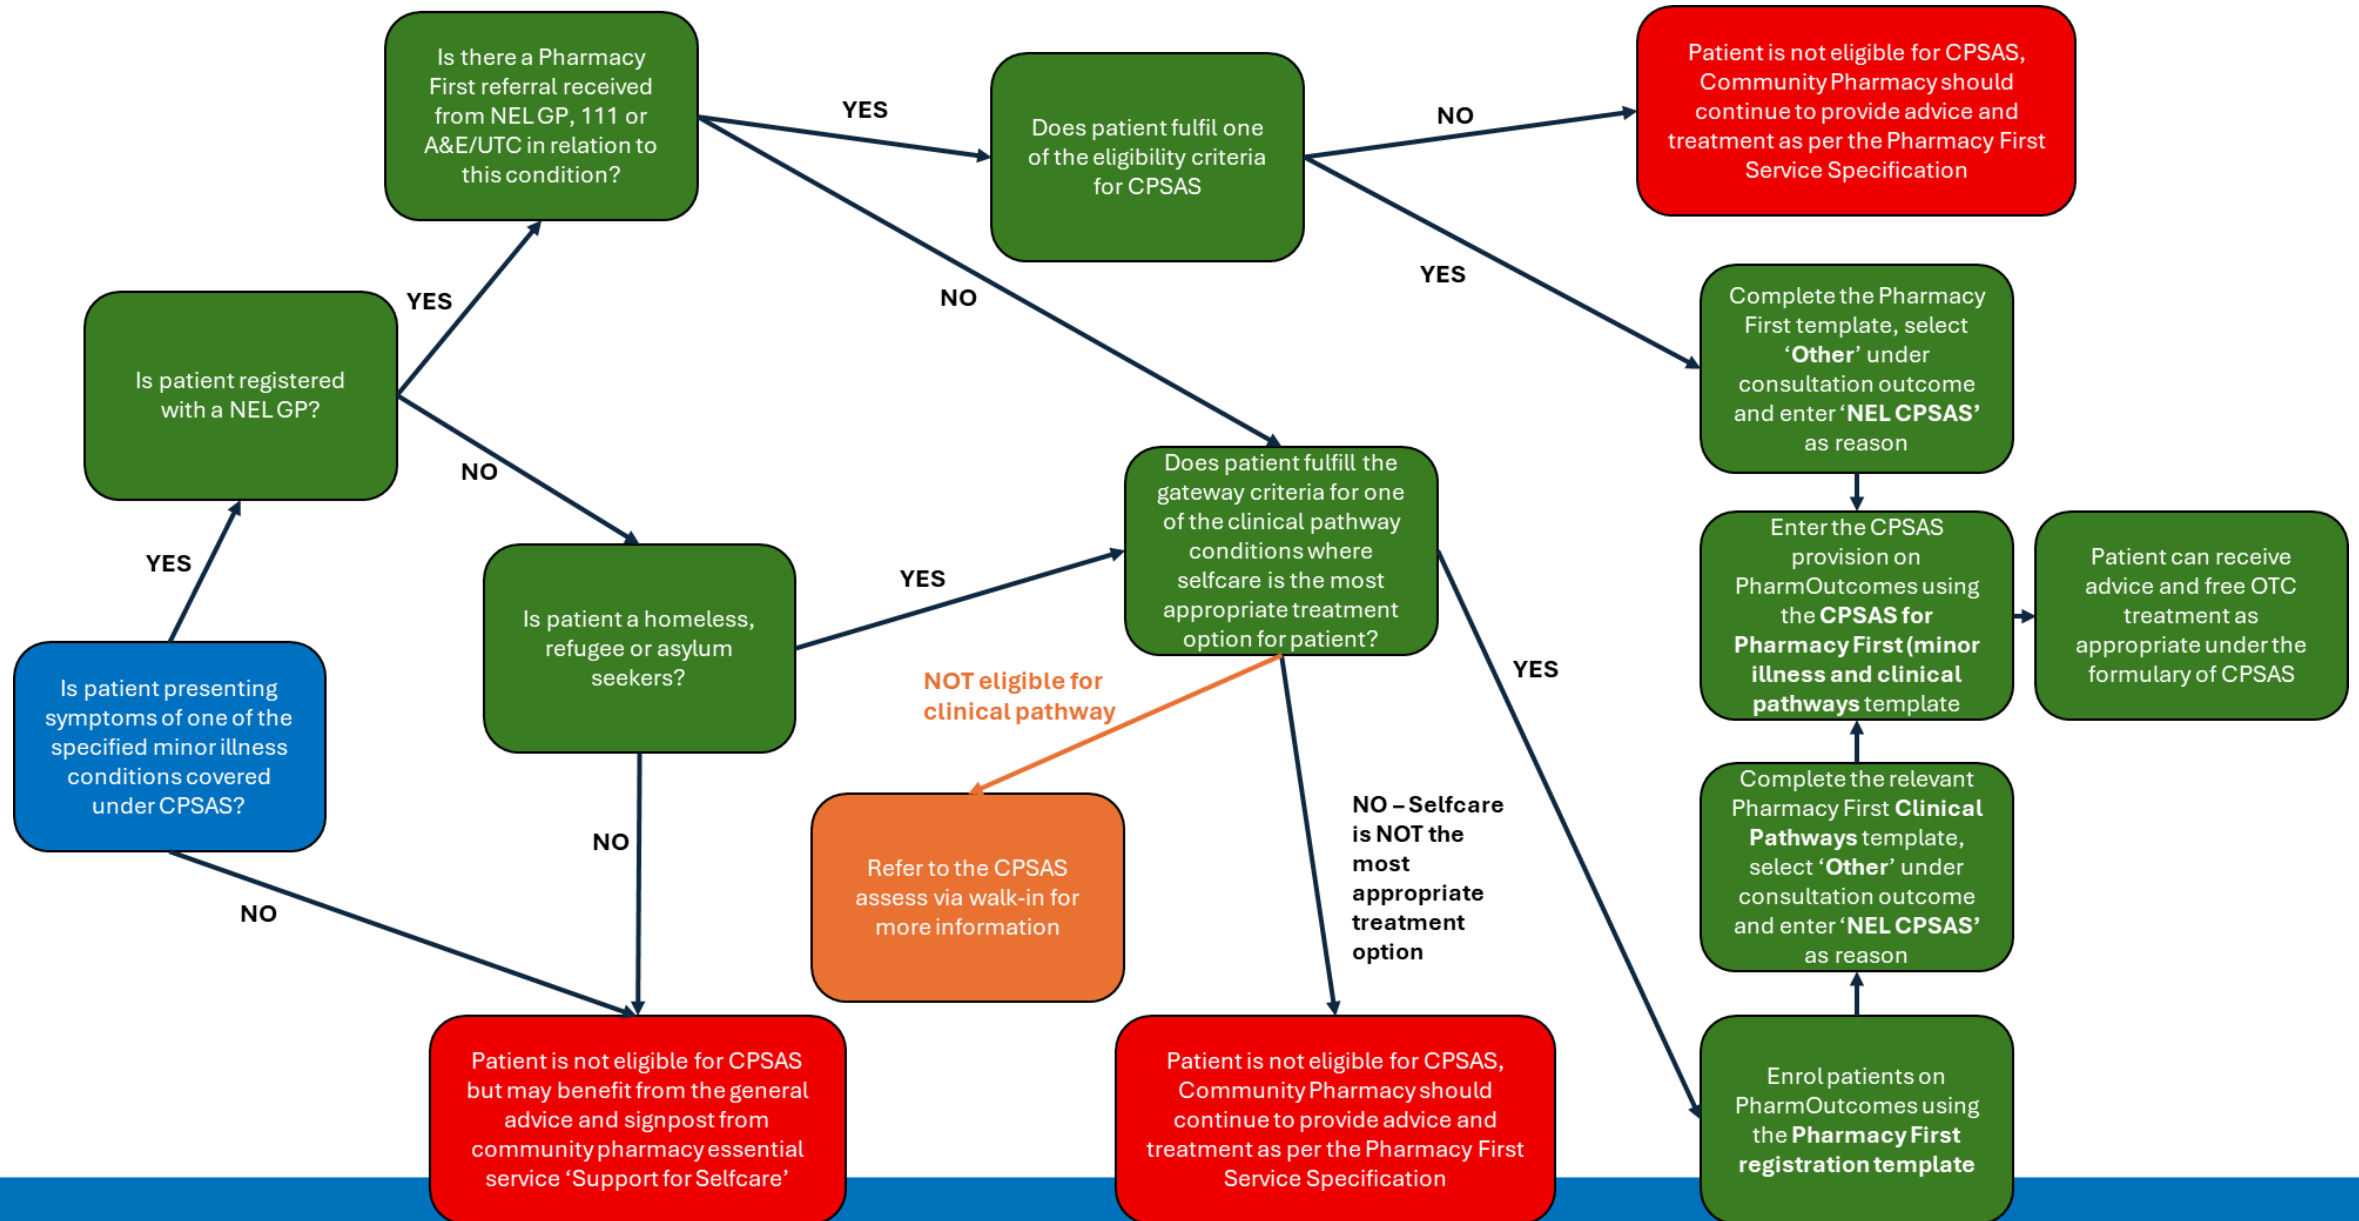 Is there a Pharmacy
First referral received
from NEL GP, 111 or
A&E/UTC in relation to
this condition?
YES
Does patient fulfil one
of the eligibility criteria
for CPSAS
NO
Patient is not eligible for CPSAS,
Community Pharmacy should
continue to provide advice and
treatment as per the Pharmacy First
Service Specification
YES
NO
YES
Is patient registered
with a NEL GP?
Complete the Pharmacy
First template, select
‘Other’ under
consultation outcome
and enter ‘NEL CPSAS’
as reason
NO
YES
Is patient presenting
symptoms of one of the
specified minor illness
conditions covered
under CPSAS?
NO
Is patient a homeless,
refugee or asylum
seekers?
YES
NO
Does patient fulfill the
gateway criteria for one
of the clinical pathway
conditions where
selfcare is the most
appropriate treatment
option for patient?
NOT eligible for
clinical pathway
Refer to the CPSAS
assess via walk-in for
more information
NO – Selfcare
is NOT the
most
appropriate
treatment
option
YES
Enter the CPSAS
provision on
PharmOutcomes using
the CPSAS for
Pharmacy First (minor
illness and clinical
pathways template
Patient can receive
advice and free OTC
treatment as
appropriate under the
formulary of CPSAS
Complete the relevant
Pharmacy First Clinical
Pathways template,
select ‘Other’ under
consultation outcome
and enter ‘NEL CPSAS’
as reason
Patient is not eligible for CPSAS
but may benefit from the general
advice and signpost from
community pharmacy essential
service ‘Support for Selfcare’
Patient is not eligible for CPSAS,
Community Pharmacy should
continue to provide advice and
treatment as per the Pharmacy First
Service Specification
Enrol patients on
PharmOutcomes using
the Pharmacy First
registration template